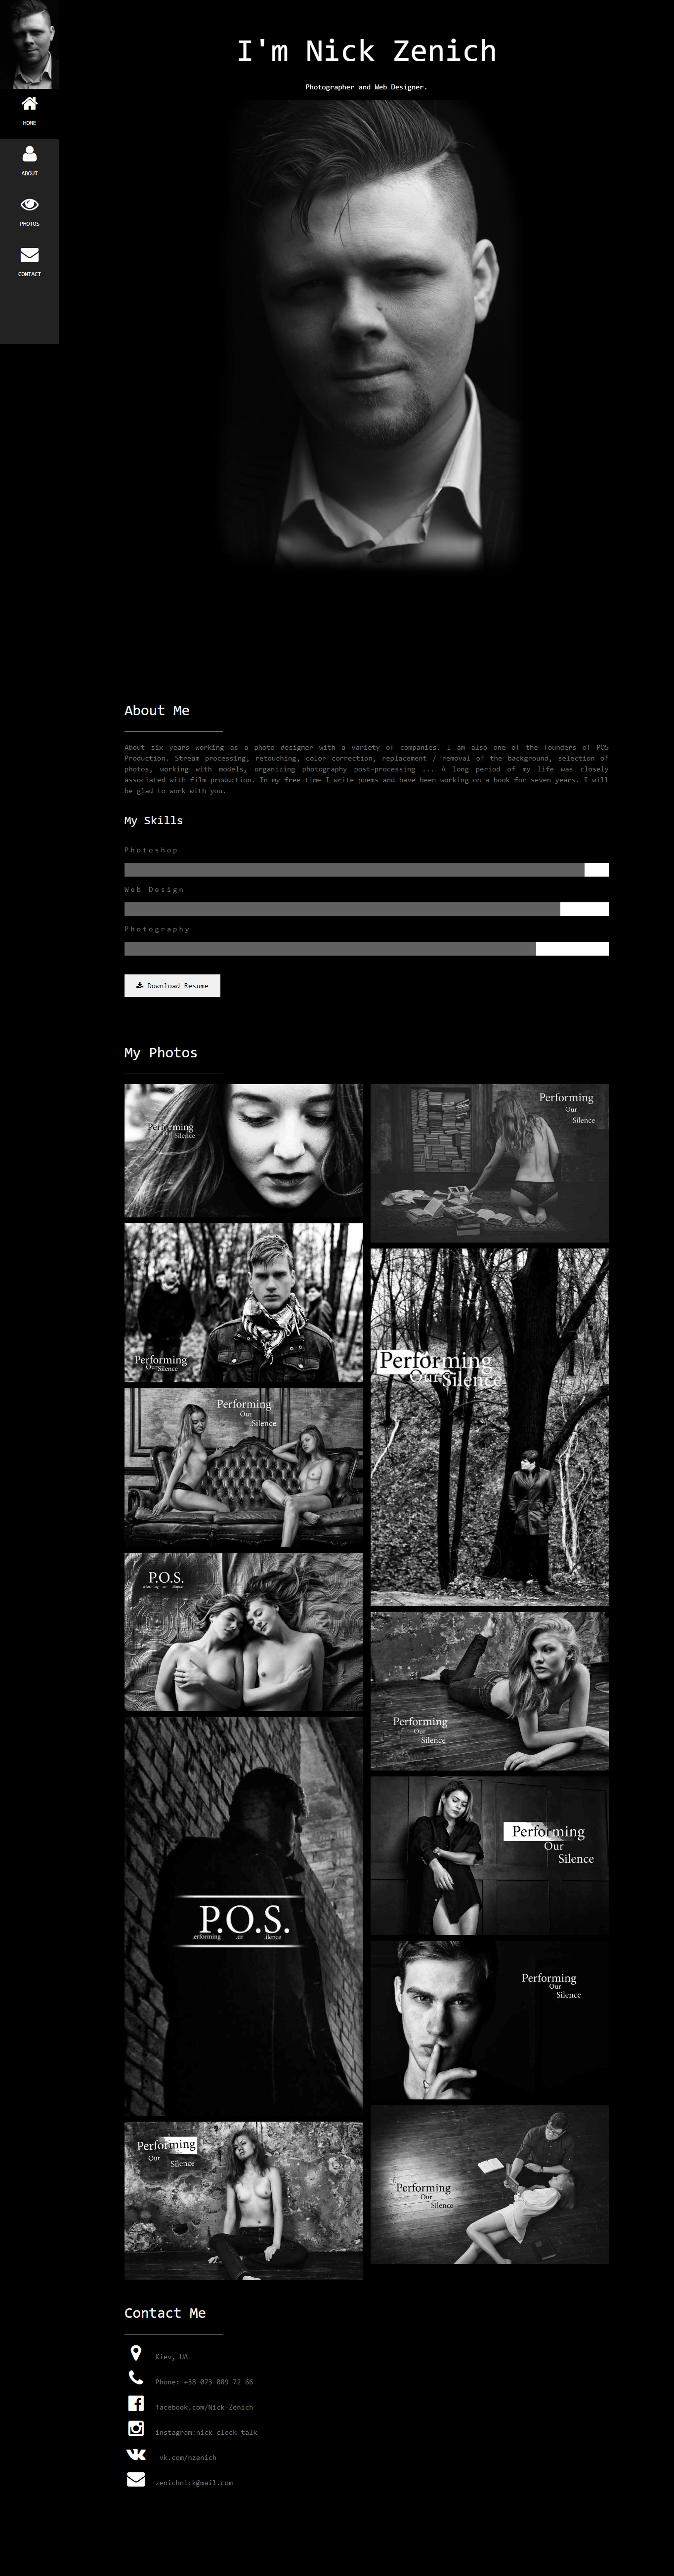 I'm Nick Zenich
Photographer and Web Designer.
HOME
ABOUT
PHOTOS
CONTACT
About Me
About six years working as a photo designer with a variety of companies. I am also one of the founders of POS
Production. Stream processing, retouching, color correction, replacement / removal of the background, selection of
photos, working with models, organizing photography post-processing ... A long period of my life was closely
associated with film production. In my free time I write poems and have been working on a book for seven years. I will
be glad to work with you.
My Skills
Photoshop
Web Design
Photography
Download Resume
My Photos
Performing
Our
Silence
Performing
Our
Silence
Performing
Our
Silence
Performing
Our
Silence
Performing
Our
Silence
P.O.S.
Performing
Our
Silence
Performing
Our
Silence
P.O.S.
.erforming .ur .ilence
Performing
Our
Silence
Performing
Our
Silence
Performing
Our
Silence
Contact Me
Kiev, UA
Phone: +38 073 009 72 66
facebook.com/Nick-Zenich
instagram:nick_clock_talk
vk.com/nzenich
zenichnick@mail.com